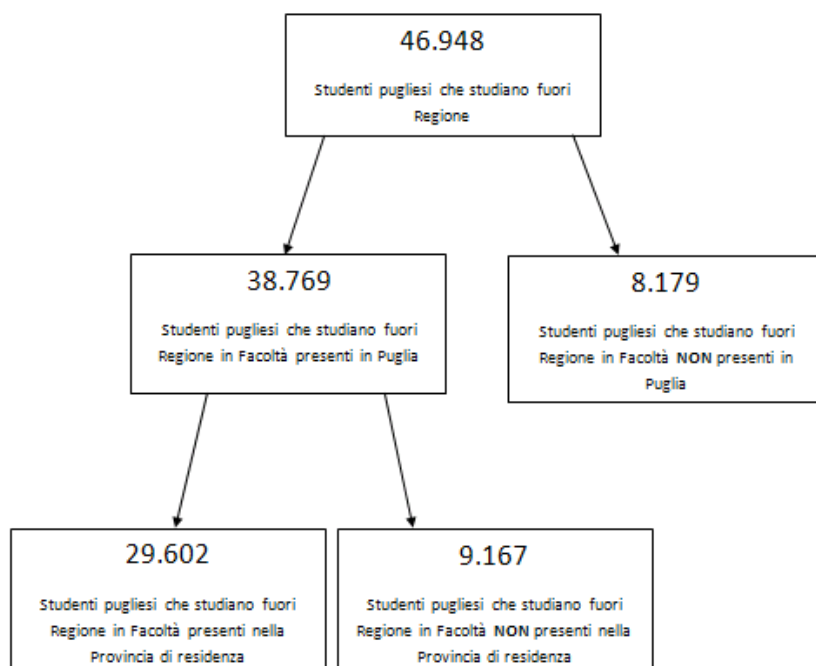 46.948
Studenti pugliesi che studiano fuori
Regione
38.769
Studenti pugliesi che studiano fuori
Regione in Facoltà presenti in Puglia
8.179
Studenti pugliesi che studiano fuori
Regione in Facoltà NON presenti in
Puglia
29.602
Studenti pugliesi che studiano fuori
Regione in Facoltà presenti nella
Provincia di residenza
9.167
Studenti pugliesi che studiano fuori
Regione in Facoltà NON presenti nella
Provincia di residenza